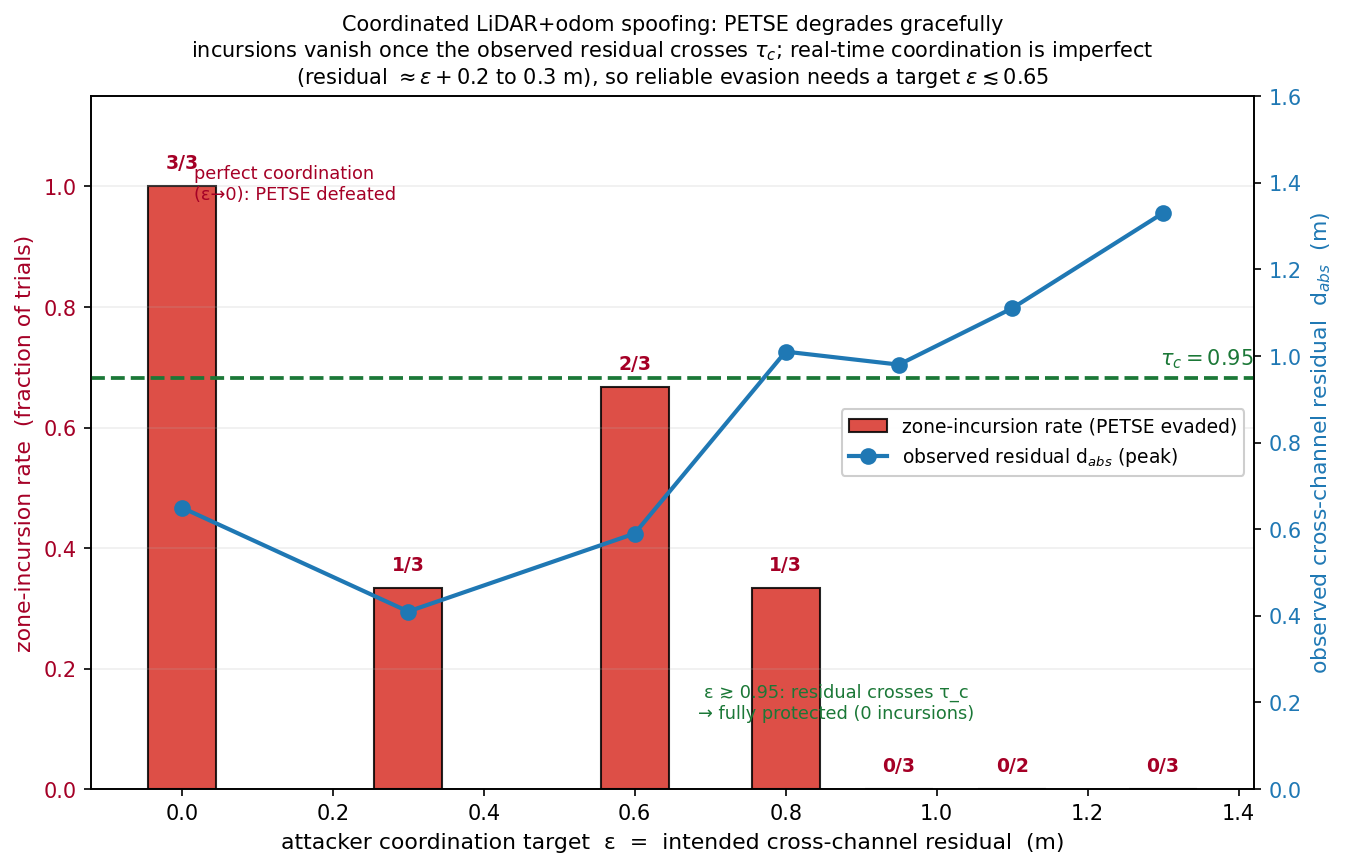 Coordinated LiDAR+odom spoofing: PETSE degrades gracefully
incursions vanish once the observed residual crosses τc; real-time coordination is imperfect
(residual ≈ ε + 0.2 to 0.3 m), so reliable evasion needs a target ε ≲ 0.65
zone-incursion rate (fraction of trials)
1.0
0.8
0.6
0.4
0.2
0.0
3/3
perfect coordination
(ε→0): PETSE defeated
1/3
2/3
1/3
0/3
0/2
0/3
τc = 0.95
zone-incursion rate (PETSE evaded)
observed residual dabs (peak)
ε ≳ 0.95: residual crosses τ_c
→ fully protected (0 incursions)
1.6
1.4
1.2
1.0
0.8
0.6
0.4
0.2
0.0
observed cross-channel residual dabs (m)
0.0 0.2 0.4 0.6 0.8 1.0 1.2 1.4
attacker coordination target ε = intended cross-channel residual (m)